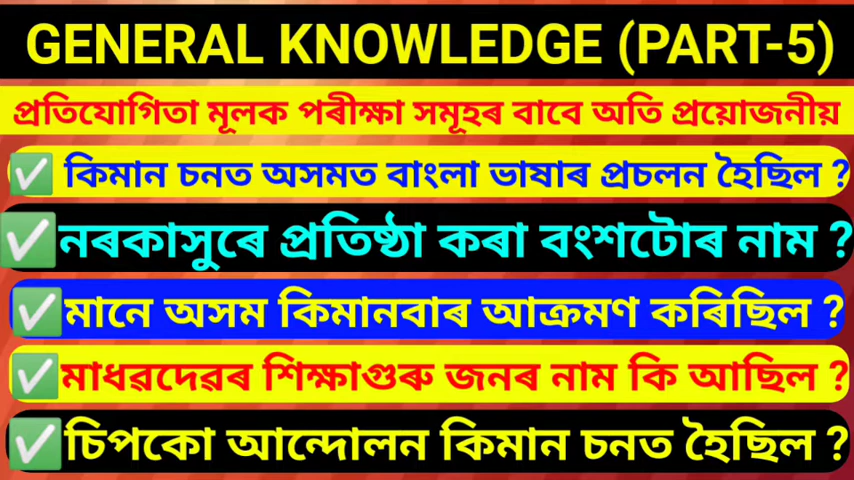 GENERAL KNOWLEDGE (PART-5)
প্ৰতিযোগিতা মূলক পৰীক্ষা সমূহৰ বাবে অতি প্ৰয়োজনীয়
✅ কিমান চনত অসমত বাংলা ভাষাৰ প্ৰচলন হৈছিল ?
✅নৰকাসুৰে প্ৰতিষ্ঠা কৰা বংশটোৰ নাম ?
✅মানে অসম কিমানবাৰ আক্ৰমণ কৰিছিল ?
✅মাধৱদেৱৰ শিক্ষাগুৰু জনৰ নাম কি আছিল ?
✅চিপকো আন্দোলন কিমান চনত হৈছিল ?